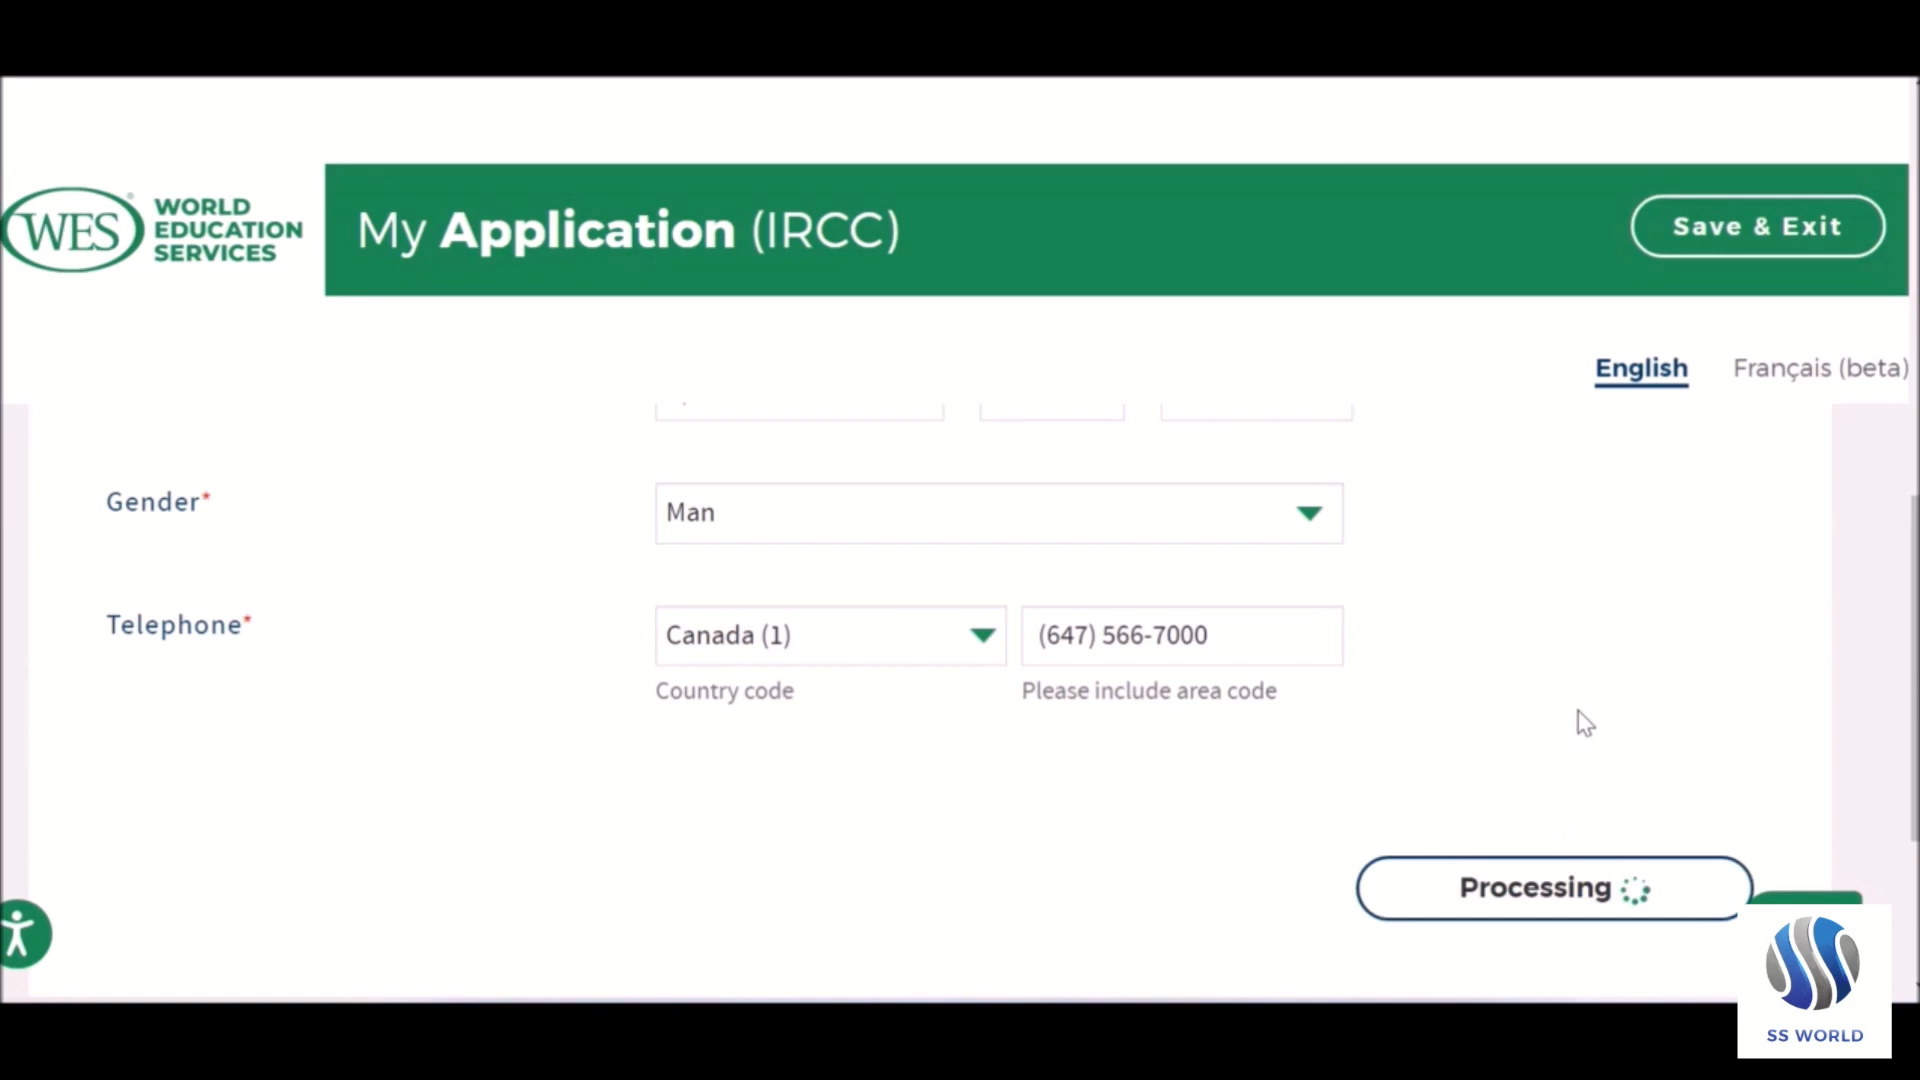 WES®
WORLD
EDUCATION
SERVICES
My Application (IRCC)
Save & Exit
English
Français (beta)
Gender*
Man
Telephone*
Canada (1)
(647) 566-7000
Country code
Please include area code
Processing
SS WORLD